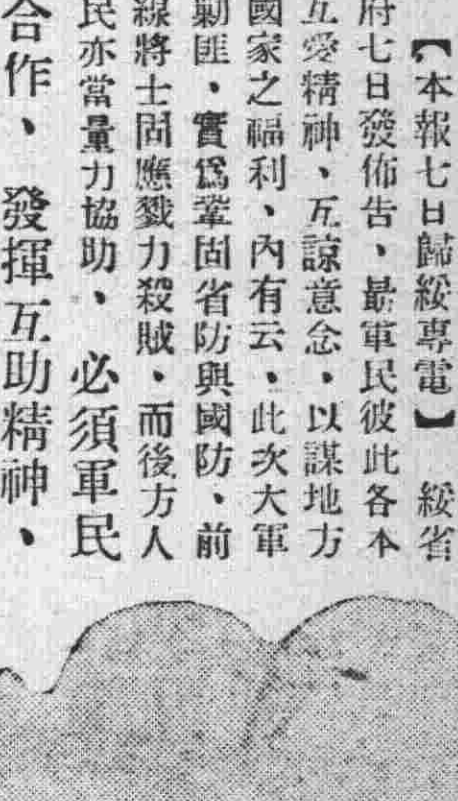 【本報七日歸綏專電】　綏省
府七日發佈告、最軍民彼此各本
互愛精神、互諒意念、以謀地方
國家之福利、內有云、此次大軍
剿匪、實爲鞏固省防與國防、前
線將士固應戮力殺賊、而後方人
民亦當量力協助、必須軍民
合作、發揮互助精神、